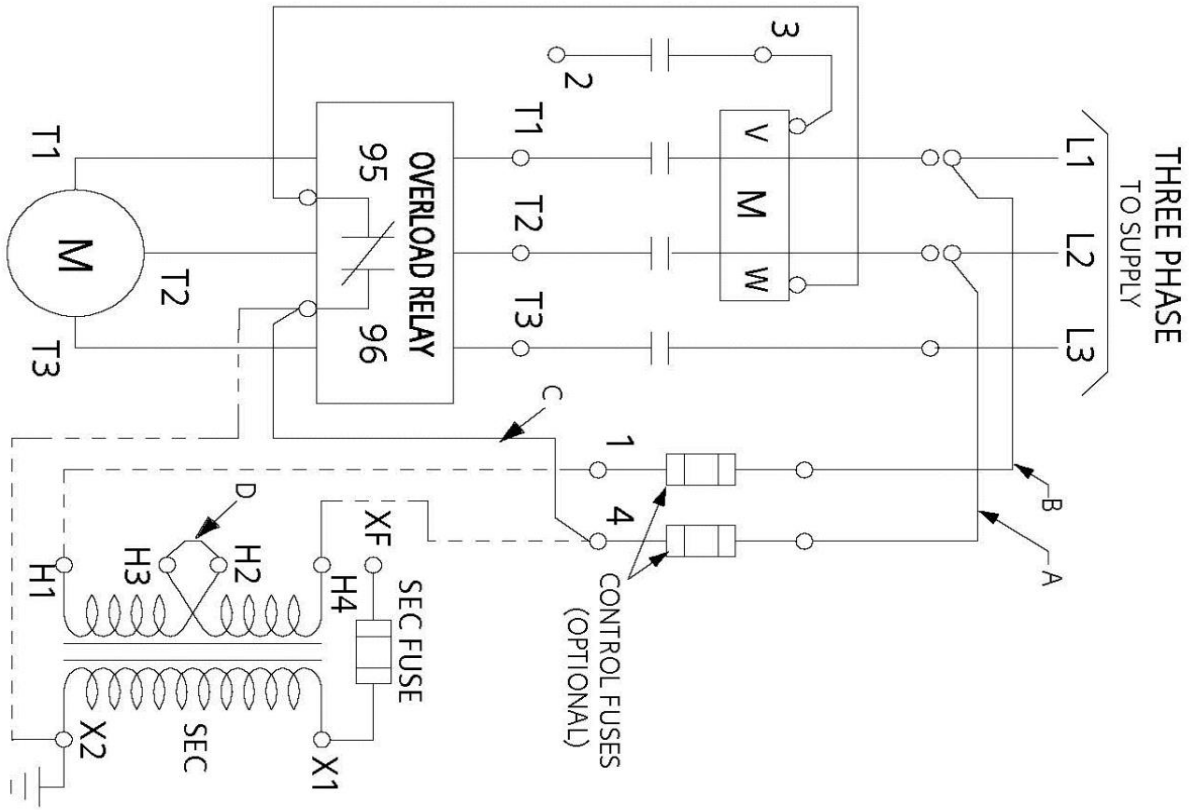 THREE PHASE
TO SUPPLY
L1
L2
L3
B
A
3
2
V
M
W
T1
T2
T3
1
4
CONTROL FUSES
(OPTIONAL)
C
OVERLOAD RELAY
95
96
T1
T2
T3
M
D
XF
SEC FUSE
H1
H3
H2
H4
X2
SEC
X1